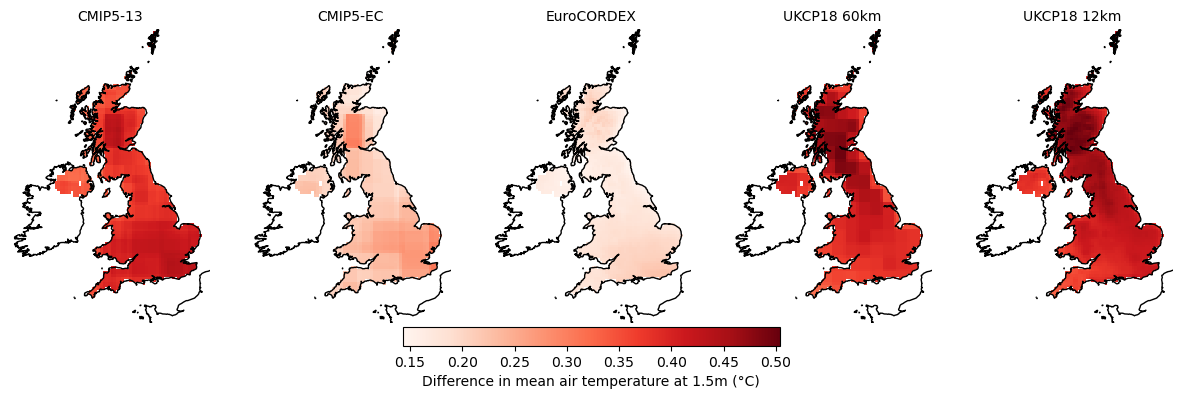 CMIP5-13 CMIP5-EC EuroCORDEX UKCP18 60km UKCP18 12km
0.15 0.20 0.25 0.30 0.35 0.40 0.45 0.50
Difference in mean air temperature at 1.5m (°C)